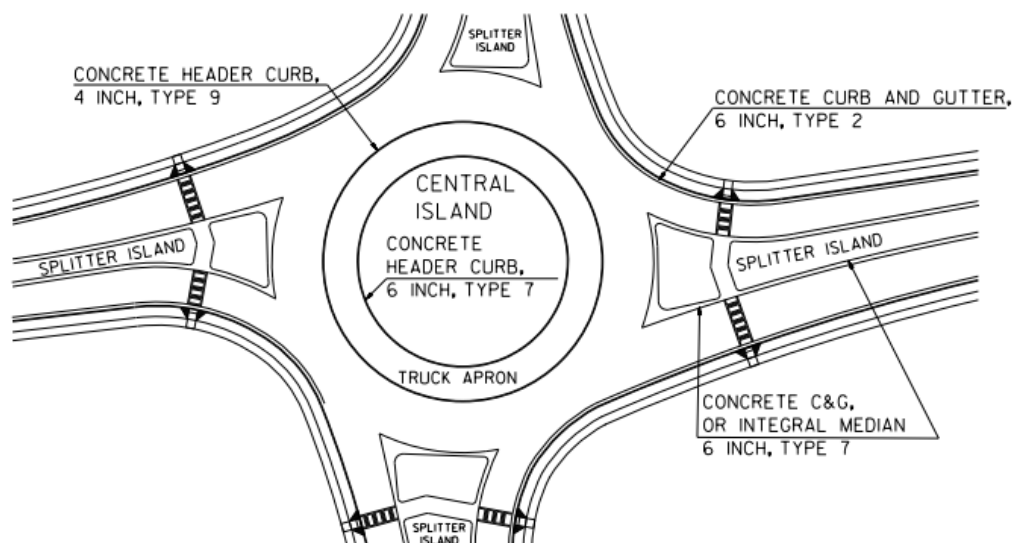 SPLITTER
ISLAND
CONCRETE HEADER CURB,
4 INCH, TYPE 9
CONCRETE CURB AND GUTTER,
6 INCH, TYPE 2
CENTRAL
ISLAND
CONCRETE
HEADER CURB,
6 INCH, TYPE 7
SPLITTER ISLAND
SPLITTER ISLAND
TRUCK APRON
CONCRETE C&G,
OR INTEGRAL MEDIAN
6 INCH, TYPE 7
SPLITTER
ISLAND